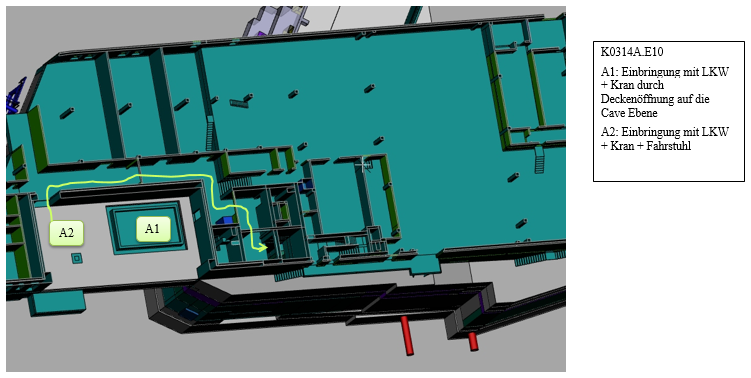 K0314A.E10
A1: Einbringung mit LKW
+ Kran durch
Deckenöffnung auf die
Cave Ebene
A2: Einbringung mit LKW
+ Kran + Fahrstuhl
A2
A1